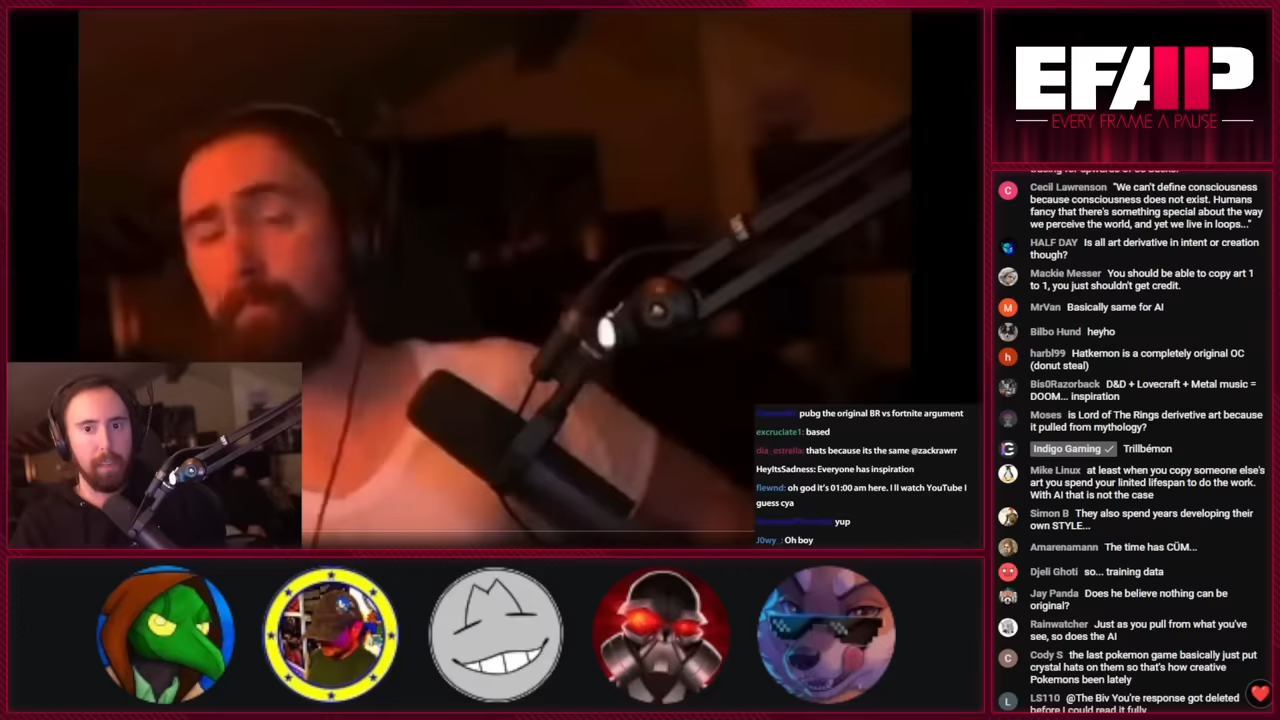 EFAP
EVERY FRAME A PAUSE
Cecil Lawrenson "We can't define consciousness
because consciousness does not exist. Humans
fancy that there's something special about the way
we perceive the world, and yet we live in loops..."
HALF DAY Is all art derivative in intent or creation
though?
Mackie Messer You should be able to copy art 1
to 1, you just shouldn't get credit.
MrVan Basically same for AI
Bilbo Hund heyho
harbl99 Hatkemon is a completely original OC
(donut steal)
Bis0Razorback D&D + Lovecraft + Metal music =
DOOM... inspiration
Moses is Lord of The Rings derivetive art because
it pulled from mythology?
Indigo Gaming ✓ Trillbémon
Mike Linux at least when you copy someone else's
art you spend your linited lifespan to do the work.
With AI that is not the case
Simon B They also spend years developing their
own STYLE...
Amarenamann The time has CÜM...
Djeli Ghoti so... training data
Jay Panda Does he believe nothing can be
original?
Rainwatcher Just as you pull from what you've
see, so does the AI
Cody S the last pokemon game basically just put
crystal hats on them so that's how creative
Pokemons been lately
LS110 @The Biv You're response got deleted
before I could read it fully
pubg the original BR vs fortnite argument
excruciate1: based
dia_estrella: thats because its the same @zackrawrr
HeyItsSadness: Everyone has inspiration
flewnd: oh god it's 01:00 am here. I ll watch YouTube I
guess cya
yup
J0wy_: Oh boy